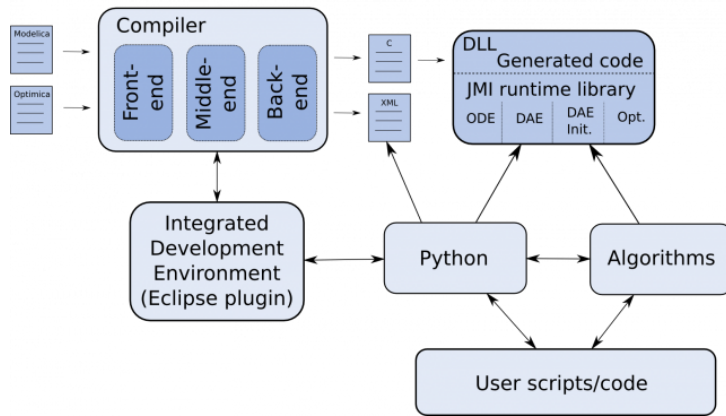 Modelica
Optimica
Compiler
Front-
end
Middle-
end
Back-
end
C
XML
DLL
Generated code
JMI runtime library
ODE
DAE
DAE
Init.
Opt.
Integrated
Development
Environment
(Eclipse plugin)
Python
Algorithms
User scripts/code